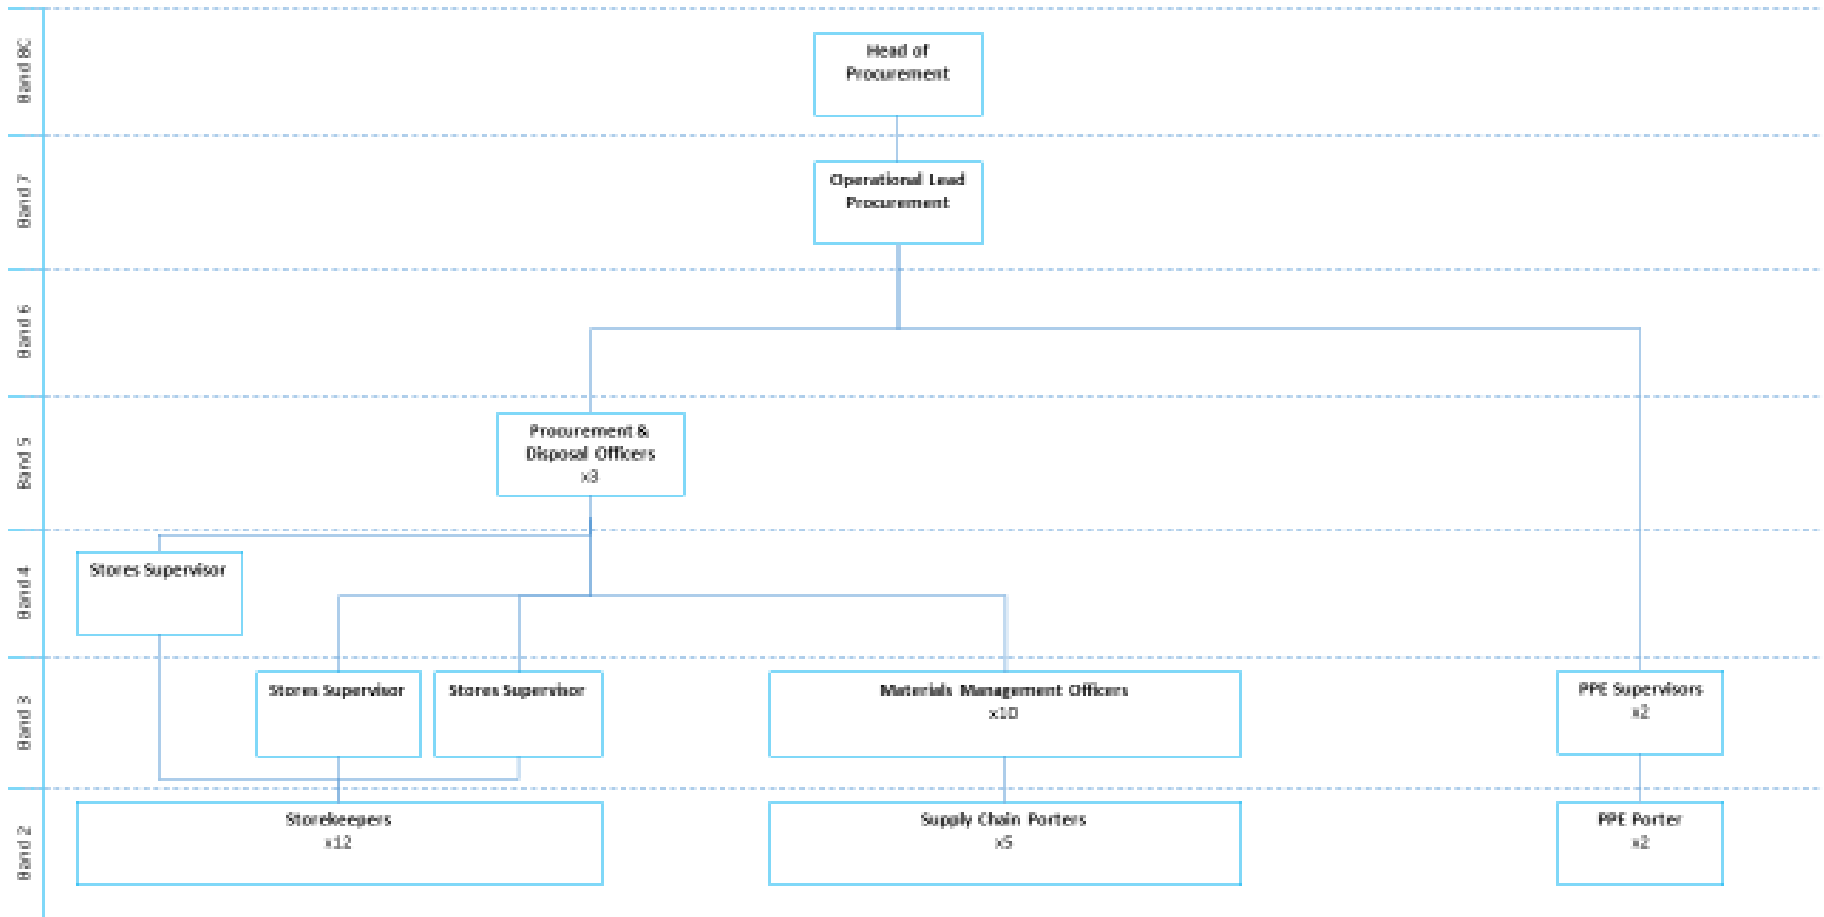 Band 8C
Head of
Procurement
Band 7
Operational Lead
Procurement
Band 6
Band 5
Procurement &
Disposal Officers
x3
Band 4
Stores Supervisor
Band 3
Stores Supervisor
Stores Supervisor
Materials Management Officers
x10
PPE Supervisors
x2
Band 2
Storekeepers
x12
Supply Chain Porters
x5
PPE Porter
x2